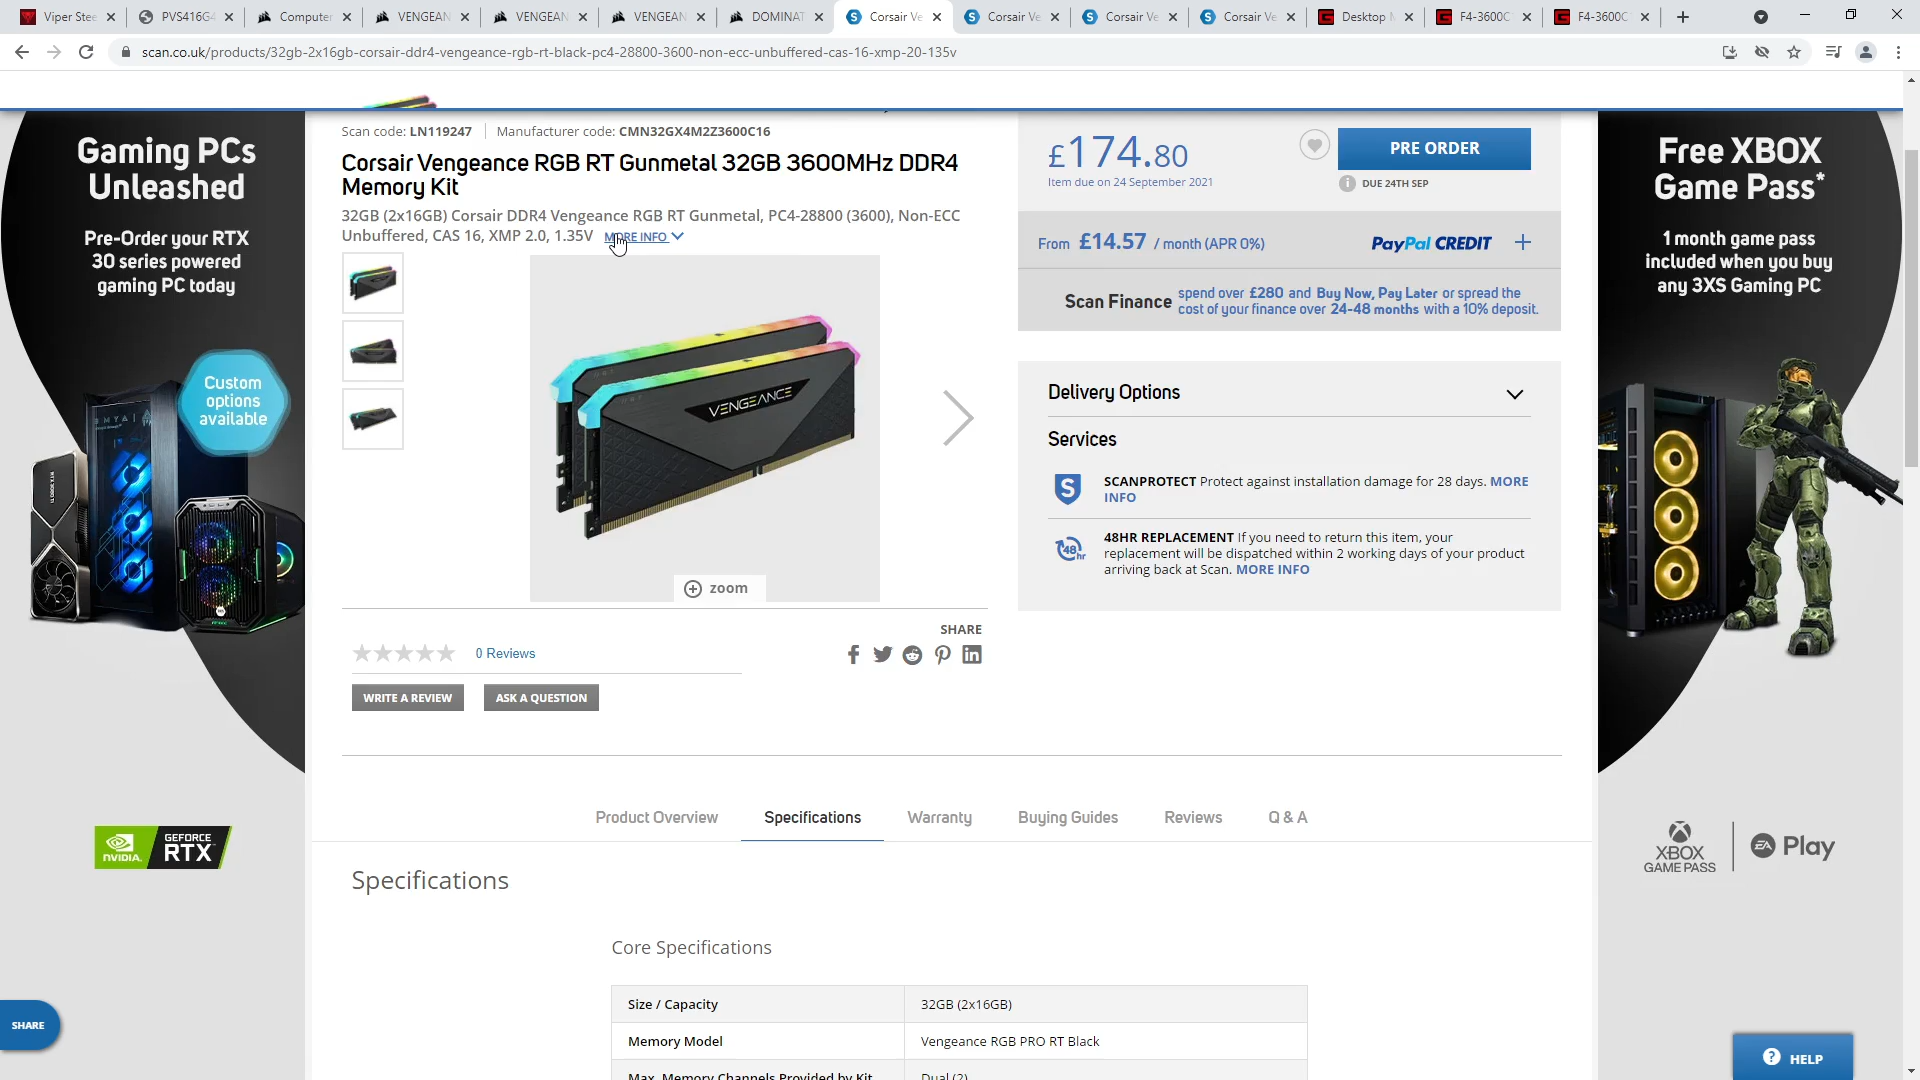 Viper Stee
PVS416G4
Computer
VENGEAN
VENGEAN
VENGEAN
DOMINAT
Corsair Ve
Corsair Ve
Corsair Ve
Corsair Ve
Desktop M
F4-3600C
F4-3600C
scan.co.uk/products/32gb-2x16gb-corsair-ddr4-vengeance-rgb-rt-black-pc4-28800-3600-non-ecc-unbuffered-cas-16-xmp-20-135v
Gaming PCs
Unleashed
Pre-Order your RTX
30 series powered
gaming PC today
Custom
options
available
NVIDIA.
GEFORCE
RTX
SHARE
Scan code: LN119247
Manufacturer code: CMN32GX4M2Z3600C16
Corsair Vengeance RGB RT Gunmetal 32GB 3600MHz DDR4
Memory Kit
32GB (2x16GB) Corsair DDR4 Vengeance RGB RT Gunmetal, PC4-28800 (3600), Non-ECC
Unbuffered, CAS 16, XMP 2.0, 1.35V MORE INFO
VENGEANCE
zoom
SHARE
0 Reviews
WRITE A REVIEW
ASK A QUESTION
£174.80
Item due on 24 September 2021
PRE ORDER
DUE 24TH SEP
From £14.57 / month (APR 0%)
PayPal CREDIT
Scan Finance
spend over £280 and Buy Now, Pay Later or spread the
cost of your finance over 24-48 months with a 10% deposit.
Delivery Options
Services
SCANPROTECT Protect against installation damage for 28 days. MORE
INFO
48hr
48HR REPLACEMENT If you need to return this item, your
replacement will be dispatched within 2 working days of your product
arriving back at Scan. MORE INFO
Product Overview
Specifications
Warranty
Buying Guides
Reviews
Q & A
Specifications
Core Specifications
Size / Capacity
32GB (2x16GB)
Memory Model
Vengeance RGB PRO RT Black
Max. Memory Channels Provided by Kit
Dual (2)
Free XBOX
Game Pass*
1 month game pass
included when you buy
any 3XS Gaming PC
XBOX
GAME PASS
EA Play
HELP